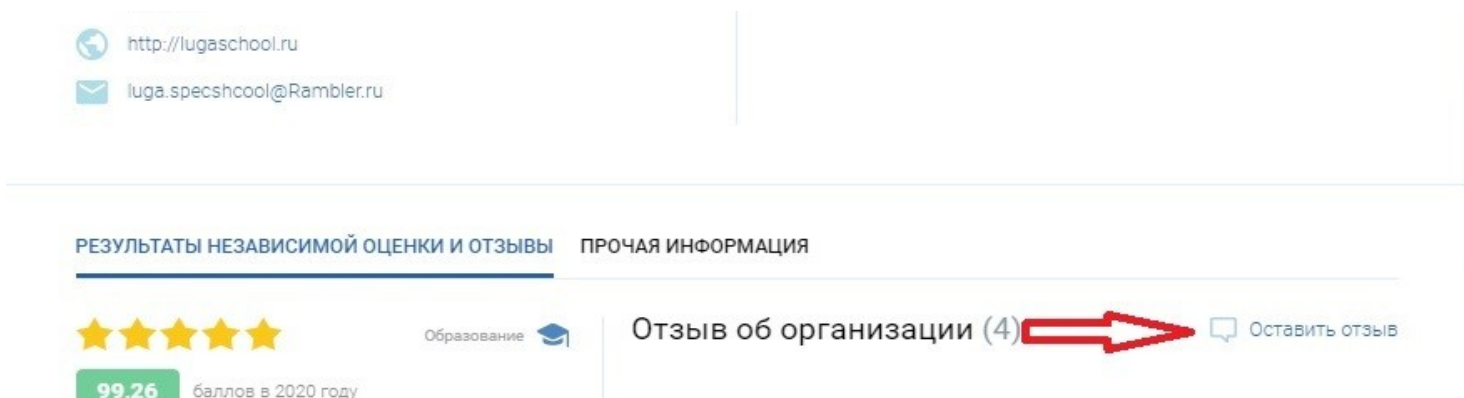 http://lugaschool.ru
luga.specshcool@Rambler.ru
РЕЗУЛЬТАТЫ НЕЗАВИСИМОЙ ОЦЕНКИ И ОТЗЫВЫ ПРОЧАЯ ИНФОРМАЦИЯ
Образование
Отзыв об организации (4)
Оставить отзыв
99.26 баллов в 2020 году